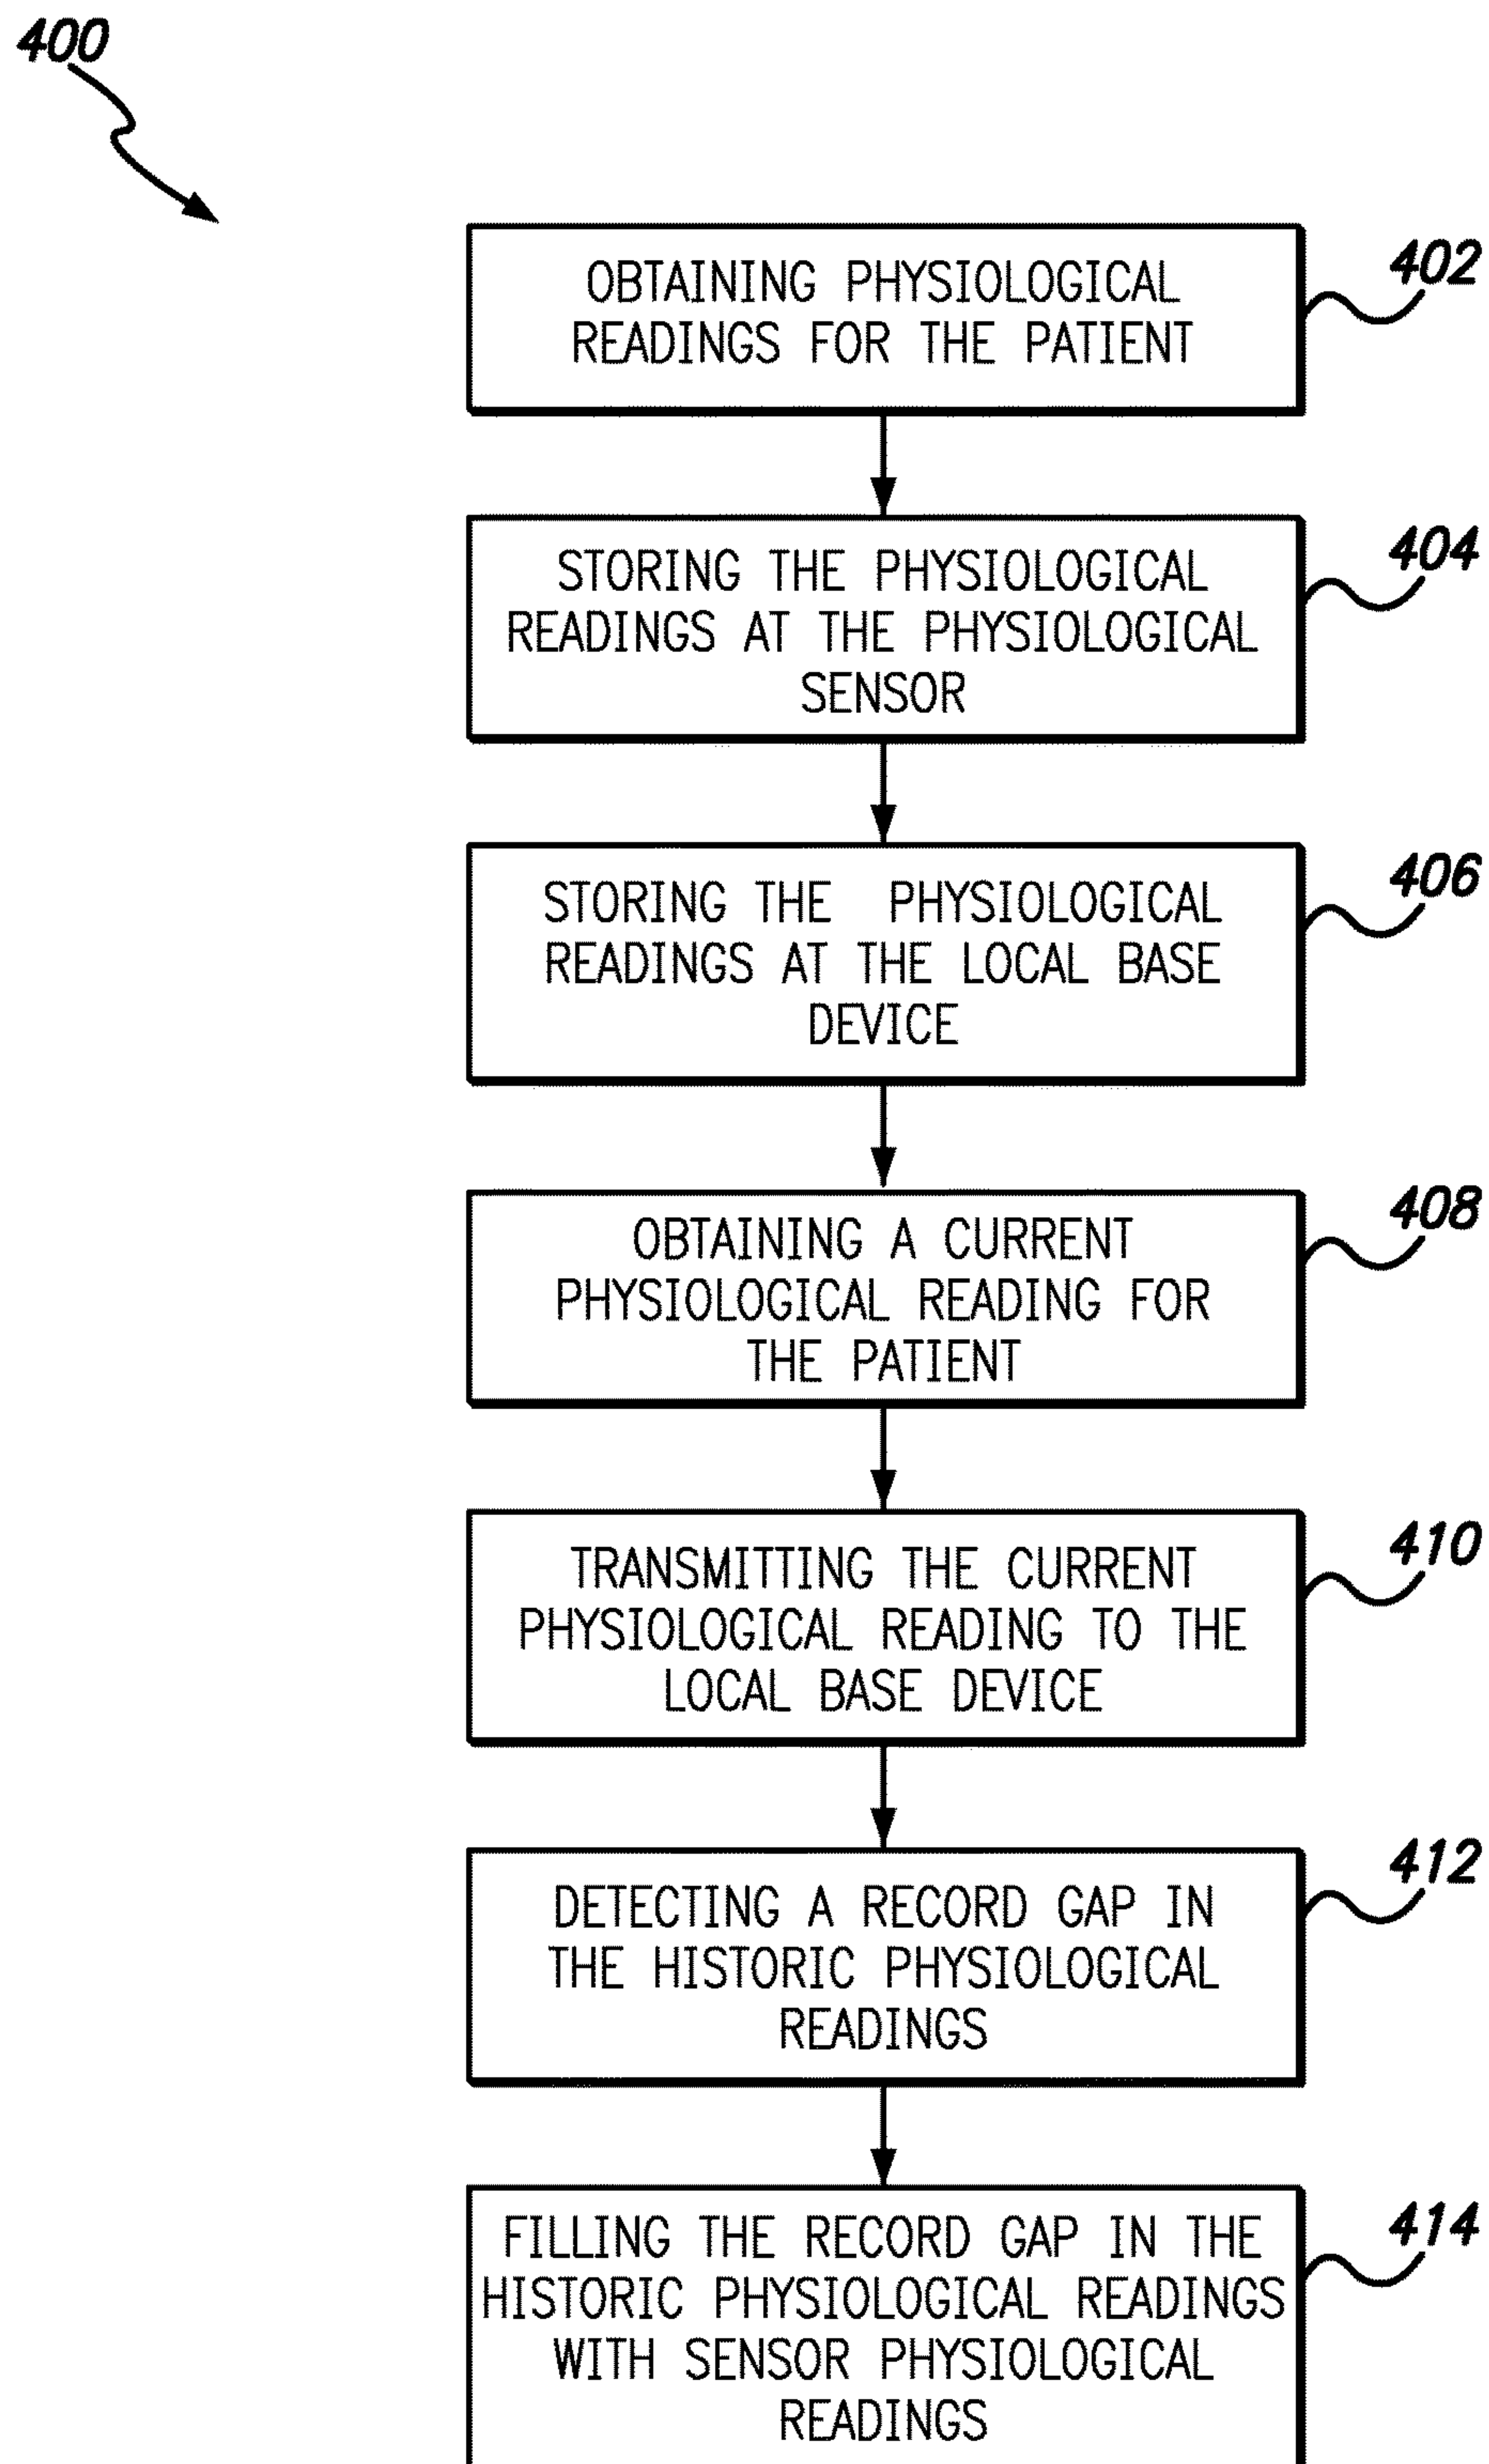 400
OBTAINING PHYSIOLOGICAL
READINGS FOR THE PATIENT
402
STORING THE PHYSIOLOGICAL
READINGS AT THE PHYSIOLOGICAL
SENSOR
404
STORING THE PHYSIOLOGICAL
READINGS AT THE LOCAL BASE
DEVICE
406
OBTAINING A CURRENT
PHYSIOLOGICAL READING FOR
THE PATIENT
408
TRANSMITTING THE CURRENT
PHYSIOLOGICAL READING TO THE
LOCAL BASE DEVICE
410
DETECTING A RECORD GAP IN
THE HISTORIC PHYSIOLOGICAL
READINGS
412
FILLING THE RECORD GAP IN THE
HISTORIC PHYSIOLOGICAL READINGS
WITH SENSOR PHYSIOLOGICAL
READINGS
414